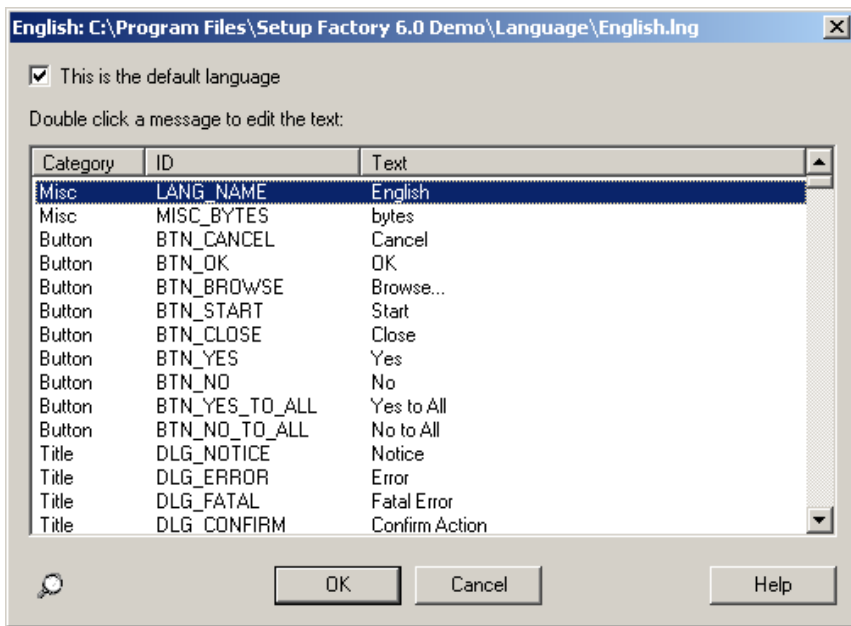 English: C:\Program Files\Setup Factory 6.0 Demo\Language\English.lng
This is the default language
Double click a message to edit the text:
Category ID Text
Misc LANG_NAME English
Misc MISC_BYTES bytes
Button BTN_CANCEL Cancel
Button BTN_OK OK
Button BTN_BROWSE Browse...
Button BTN_START Start
Button BTN_CLOSE Close
Button BTN_YES Yes
Button BTN_NO No
Button BTN_YES_TO_ALL Yes to All
Button BTN_NO_TO_ALL No to All
Title DLG_NOTICE Notice
Title DLG_ERROR Error
Title DLG_FATAL Fatal Error
Title DLG_CONFIRM Confirm Action
OK Cancel Help